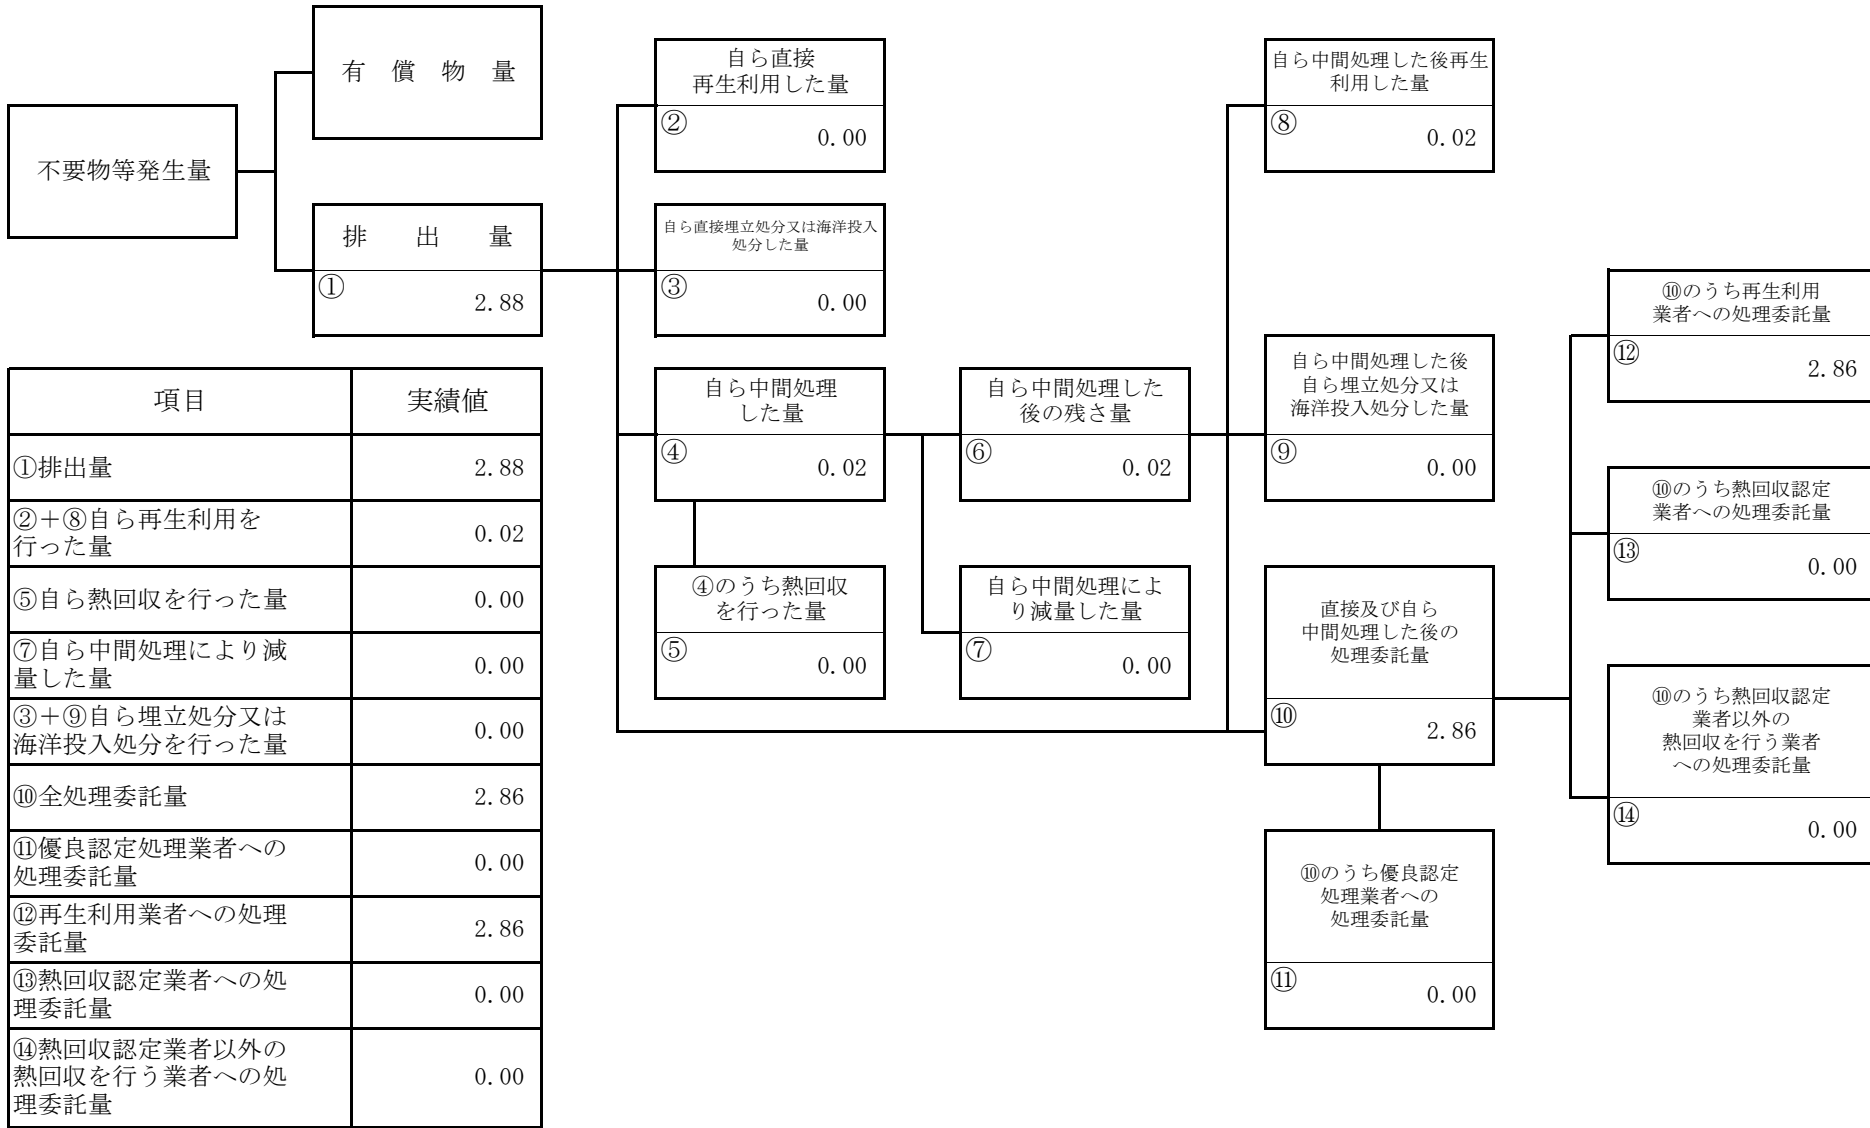 有　償　物　量
不要物等発生量
排　出　量
①
2.88
自ら直接
再生利用した量
②
0.00
自ら直接埋立処分又は海洋投入
処分した量
③
0.00
自ら中間処理
した量
④
0.02
④のうち熱回収
を行った量
⑤
0.00
自ら中間処理した
後の残さ量
⑥
0.02
自ら中間処理によ
り減量した量
⑦
0.00
自ら中間処理した後再生
利用した量
⑧
0.02
自ら中間処理した後
自ら埋立処分又は
海洋投入処分した量
⑨
0.00
直接及び自ら
中間処理した後の
処理委託量
⑩
2.86
⑩のうち優良認定
処理業者への
処理委託量
⑪
0.00
⑩のうち再生利用
業者への処理委託量
⑫
2.86
⑩のうち熱回収認定
業者への処理委託量
⑬
0.00
⑩のうち熱回収認定
業者以外の
熱回収を行う業者
への処理委託量
⑭
0.00
項目 実績値
①排出量 2.88
②＋⑧自ら再生利用を
行った量 0.02
⑤自ら熱回収を行った量 0.00
⑦自ら中間処理により減
量した量 0.00
③＋⑨自ら埋立処分又は
海洋投入処分を行った量 0.00
⑩全処理委託量 2.86
⑪優良認定処理業者への
処理委託量 0.00
⑫再生利用業者への処理
委託量 2.86
⑬熱回収認定業者への処
理委託量 0.00
⑭熱回収認定業者以外の
熱回収を行う業者への処
理委託量 0.00